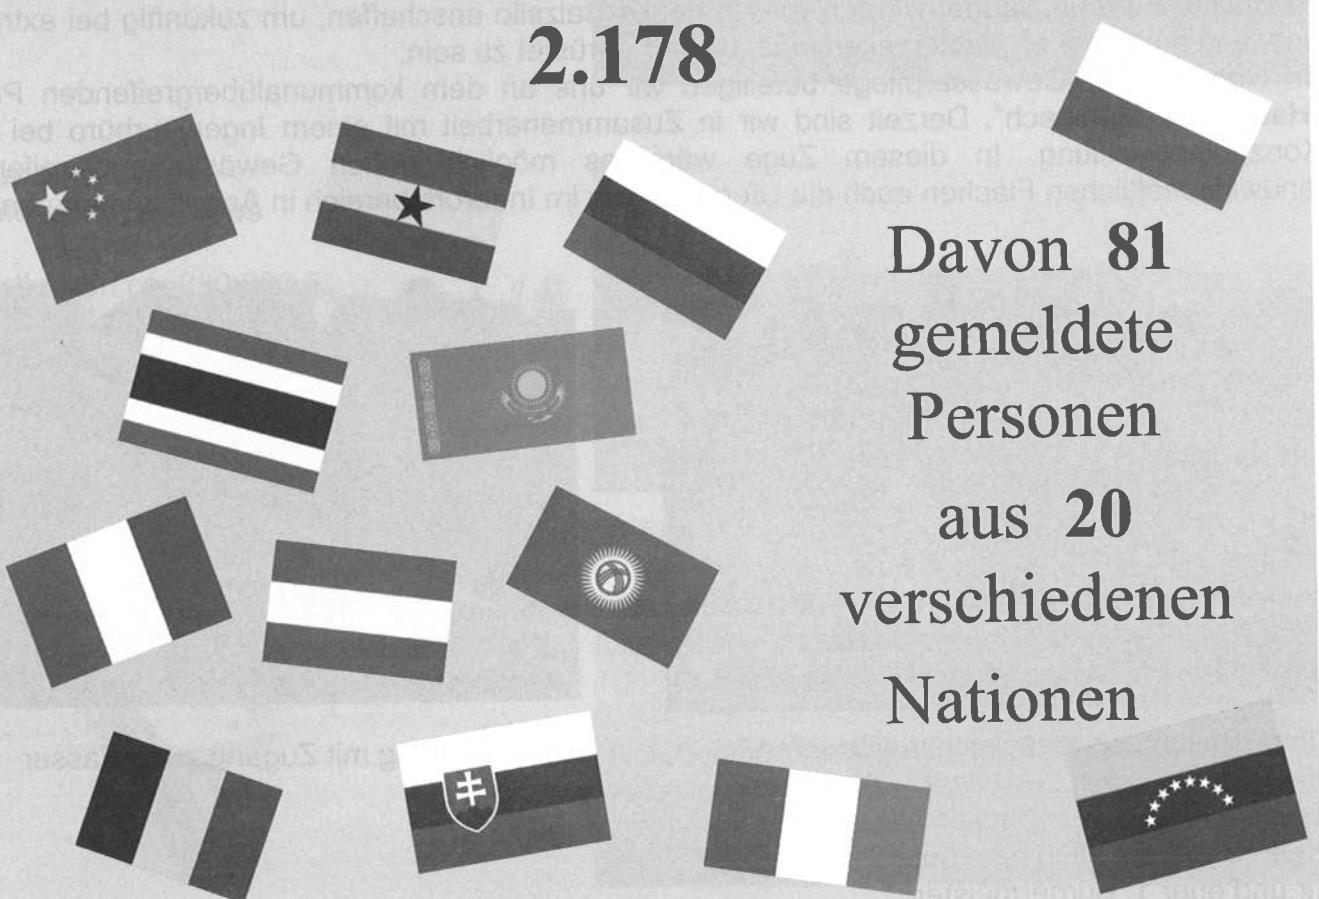 2.178
Davon 81
gemeldete
Personen
aus 20
verschiedenen
Nationen